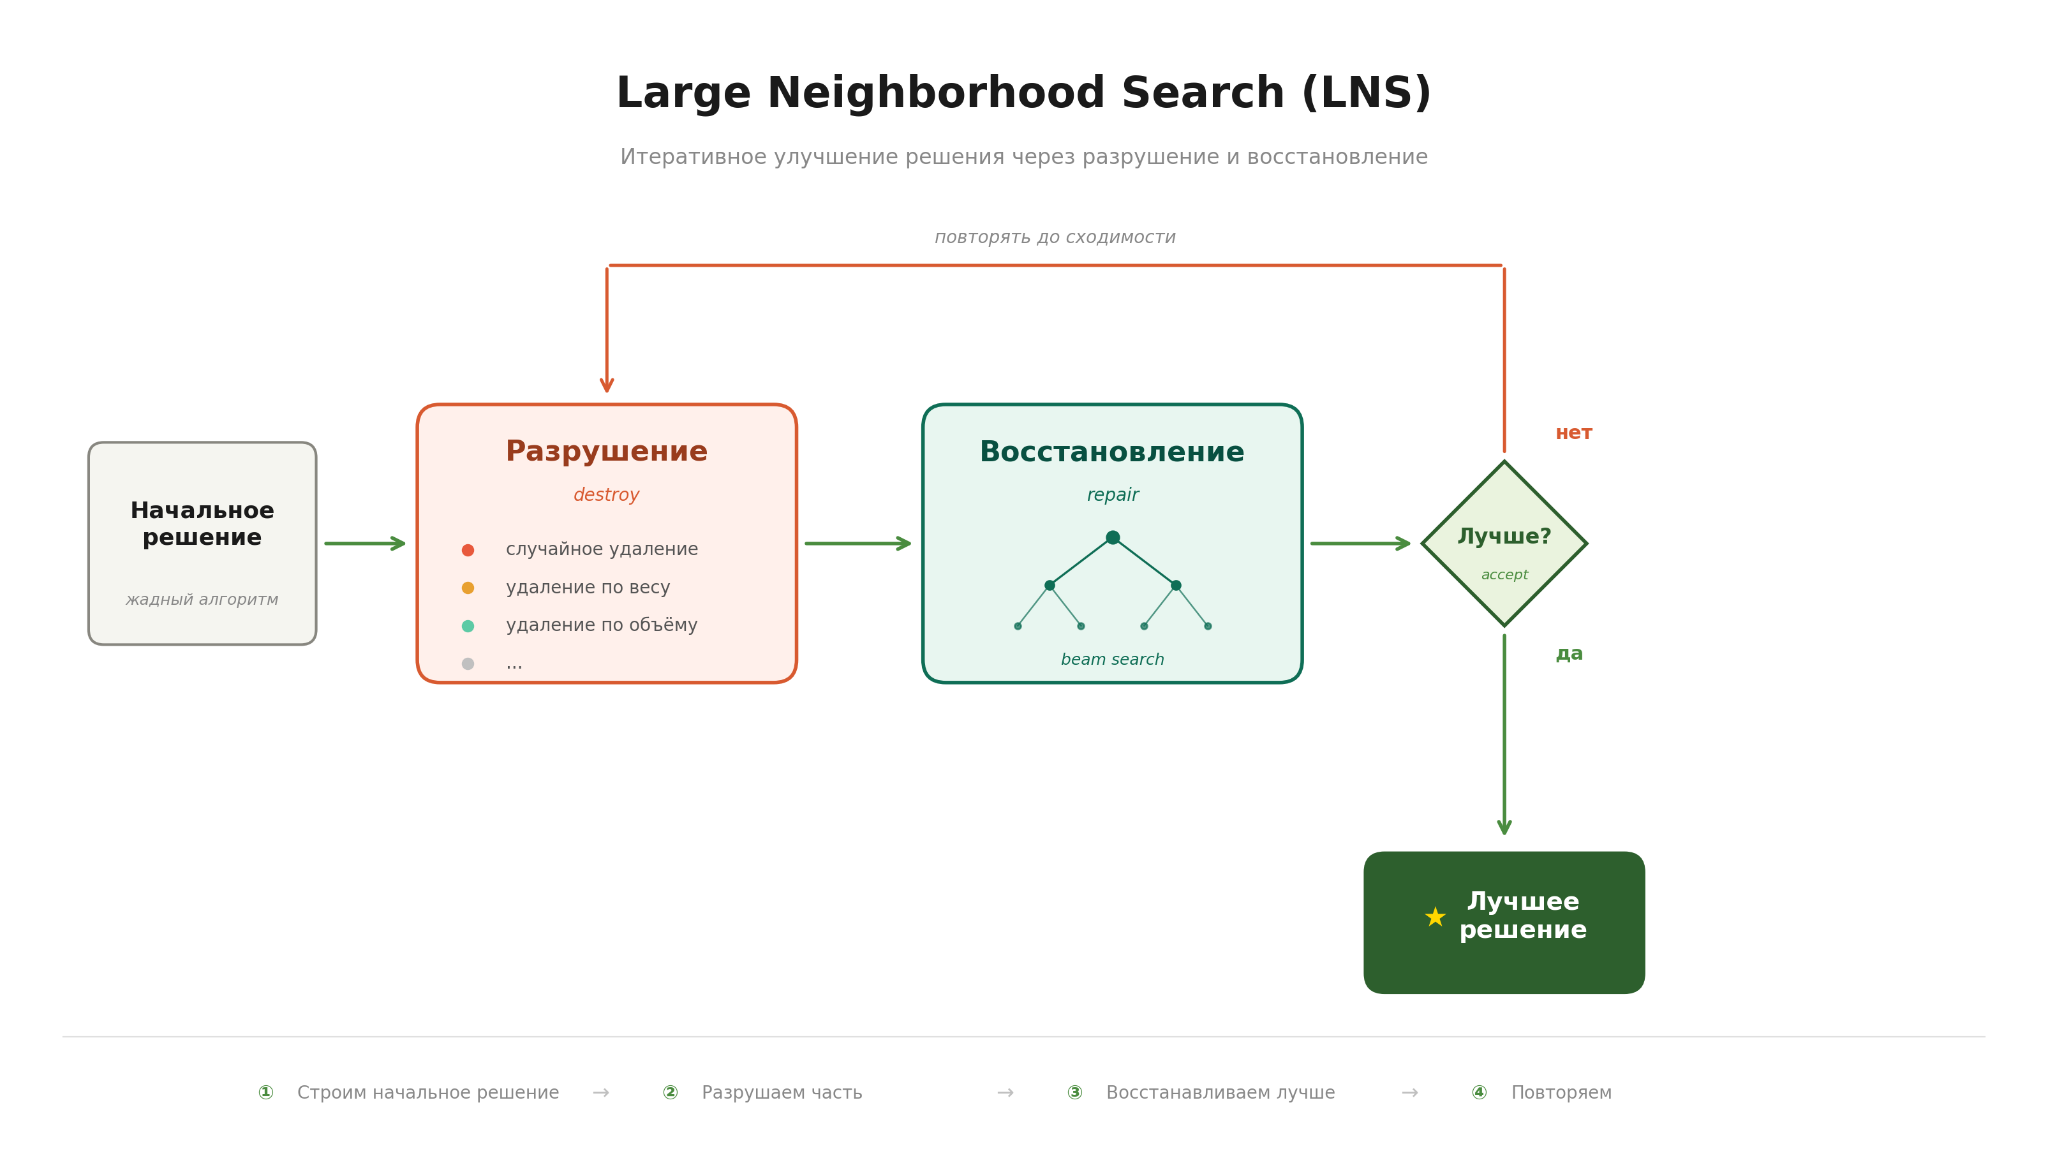 Large Neighborhood Search (LNS)
Итеративное улучшение решения через разрушение и восстановление
повторять до сходимости
Начальное
решение
жадный алгоритм
Разрушение
destroy
случайное удаление
удаление по весу
удаление по объёму
...
Восстановление
repair
beam search
нет
Лучше?
accept
да
★ Лучшее
решение
① Строим начальное решение → ② Разрушаем часть → ③ Восстанавливаем лучше → ④ Повторяем